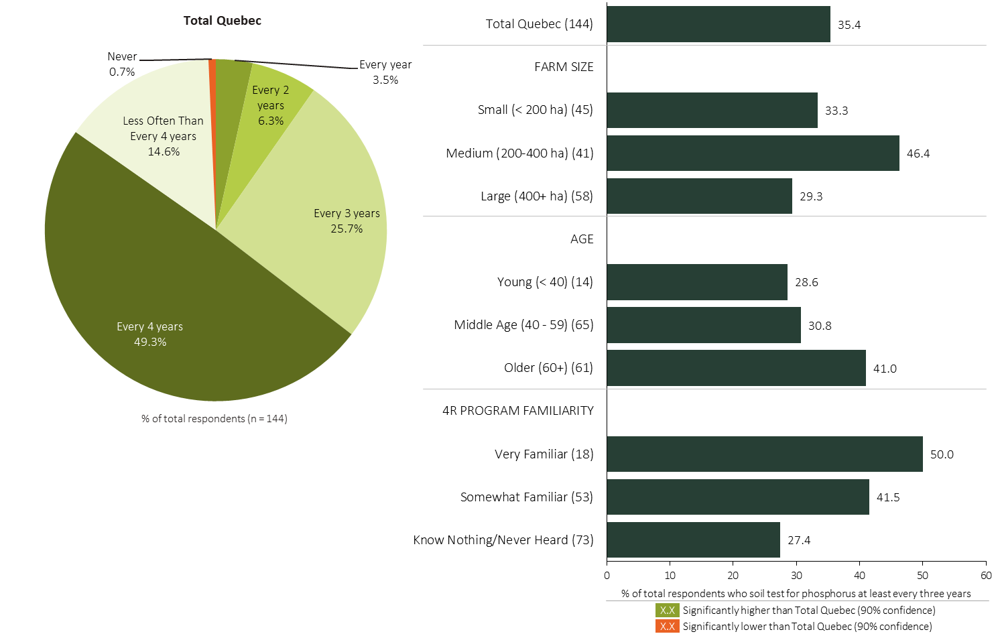 Total Quebec
Never
0.7%
Every year
3.5%
Every 2
years
6.3%
Less Often Than
Every 4 years
14.6%
Every 3 years
25.7%
Every 4 years
49.3%
% of total respondents (n = 144)
Total Quebec (144)
35.4
FARM SIZE
Small (< 200 ha) (45)
33.3
Medium (200-400 ha) (41)
46.4
Large (400+ ha) (58)
29.3
AGE
Young (< 40) (14)
28.6
Middle Age (40 - 59) (65)
30.8
Older (60+) (61)
41.0
4R PROGRAM FAMILIARITY
Very Familiar (18)
50.0
Somewhat Familiar (53)
41.5
Know Nothing/Never Heard (73)
27.4
0 10 20 30 40 50 60
% of total respondents who soil test for phosphorus at least every three years
X.X Significantly higher than Total Quebec (90% confidence)
X.X Significantly lower than Total Quebec (90% confidence)